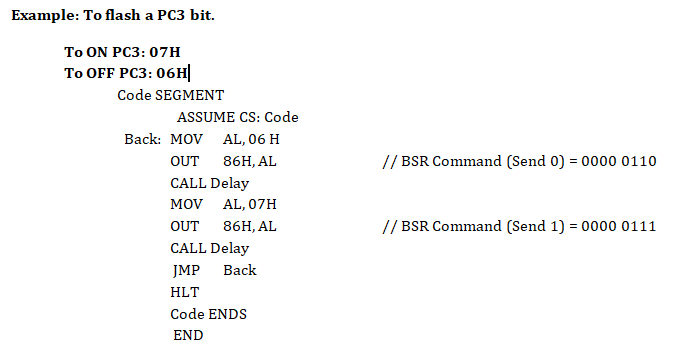 Example: To flash a PC3 bit.
To ON PC3: 07H
To OFF PC3: 06H
Code SEGMENT
ASSUME CS: Code
Back: MOV AL, 06 H
OUT 86H, AL // BSR Command (Send 0) = 0000 0110
CALL Delay
MOV AL, 07H
OUT 86H, AL // BSR Command (Send 1) = 0000 0111
CALL Delay
JMP Back
HLT
Code ENDS
END